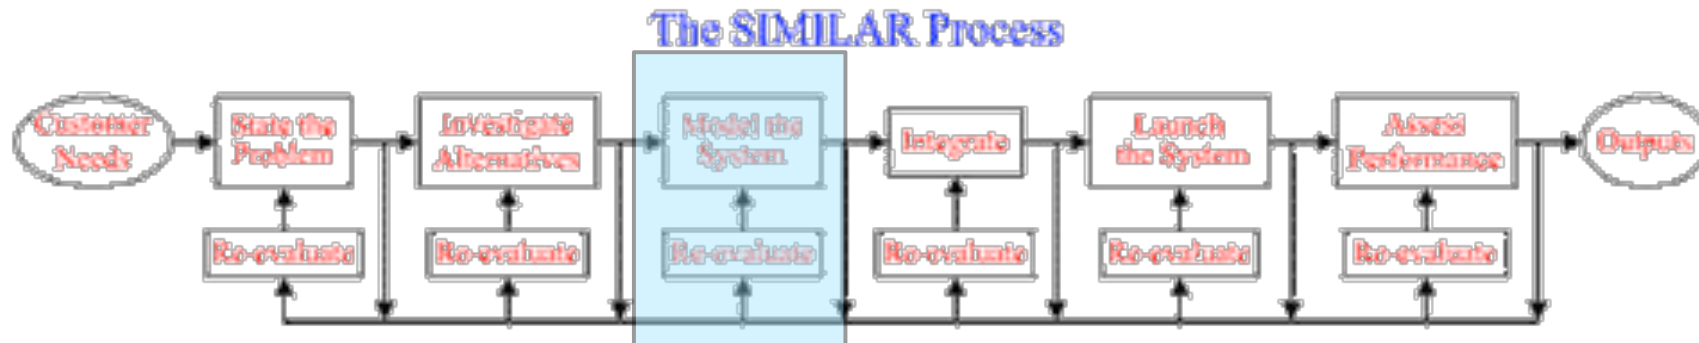 The SIMILAR Process
Customer
Needs
State the
Problem
Investigate
Alternatives
Model the
System
Integrate
Launch
the System
Assess
Performance
Outputs
Re-evaluate
Re-evaluate
Re-evaluate
Re-evaluate
Re-evaluate
Re-evaluate